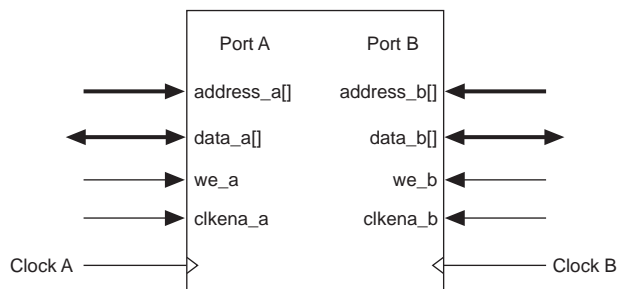 Port A Port B
address_a[] address_b[]
data_a[] data_b[]
we_a we_b
clkena_a clkena_b
Clock A Clock B